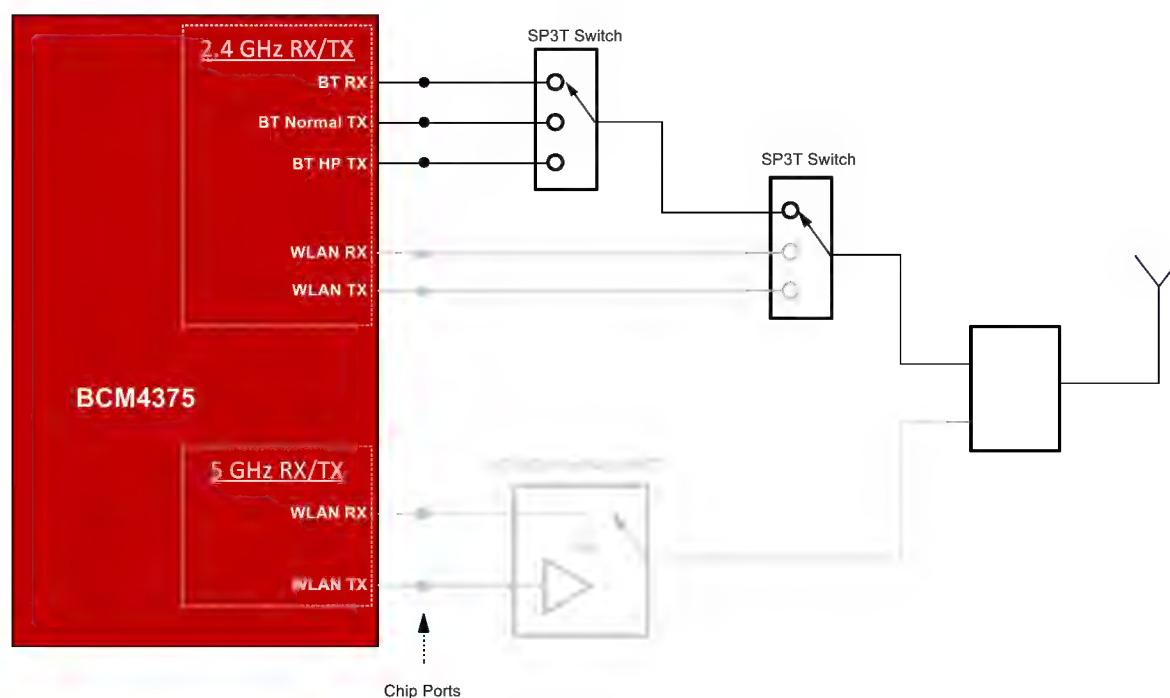 SP3T Switch
2.4 GHz RX/TX
BT RX
BT Normal TX
BT HP TX
SP3T Switch
WLAN RX
WLAN TX
BCM4375
5 GHz RX/TX
WLAN RX
WLAN TX
Chip Ports